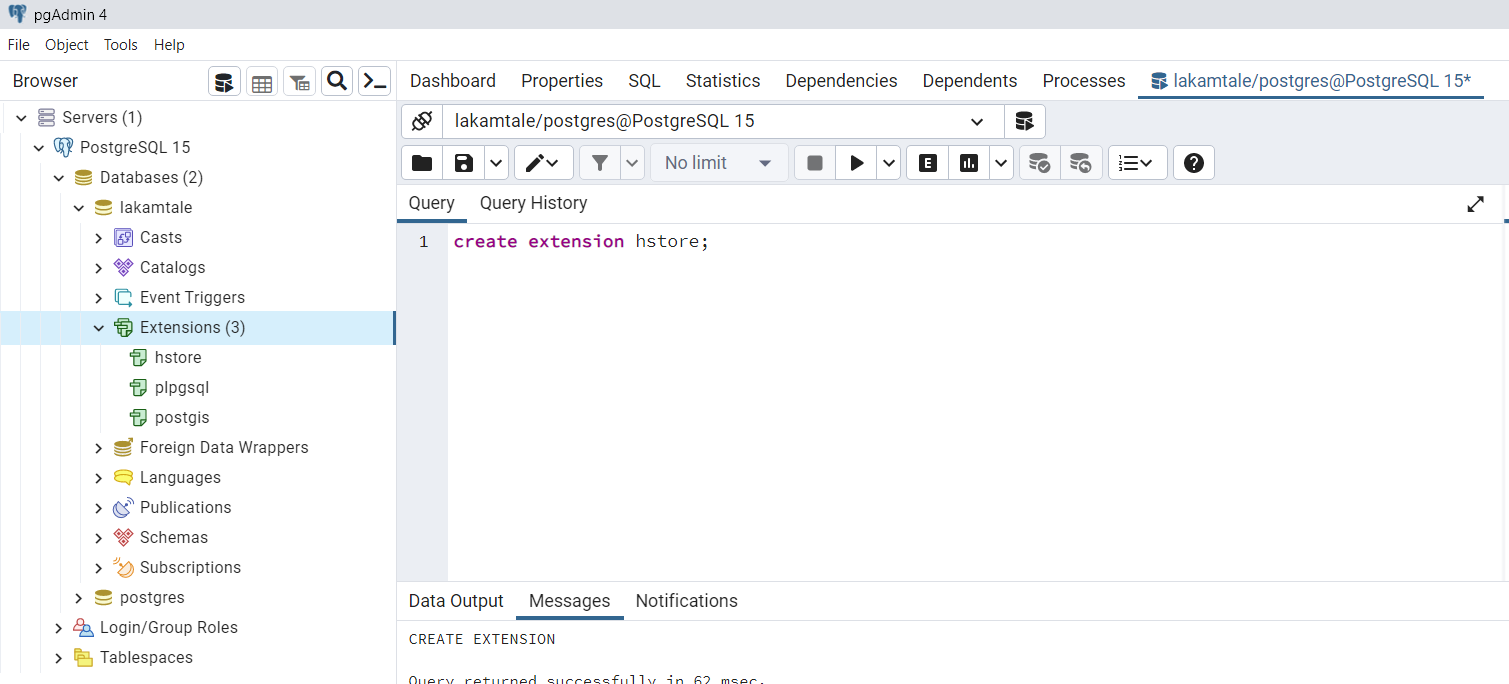 pgAdmin 4
File Object Tools Help
Browser
Dashboard Properties SQL Statistics Dependencies Dependents Processes lakamtale/postgres@PostgreSQL 15*
Servers (1)
PostgreSQL 15
Databases (2)
lakamtale
Casts
Catalogs
Event Triggers
Extensions (3)
hstore
plpgsql
postgis
Foreign Data Wrappers
Languages
Publications
Schemas
Subscriptions
postgres
Login/Group Roles
Tablespaces
lakamtale/postgres@PostgreSQL 15
No limit
E
Query Query History
1 create extension hstore;
Data Output Messages Notifications
CREATE EXTENSION
Query returned successfully in 62 msec.